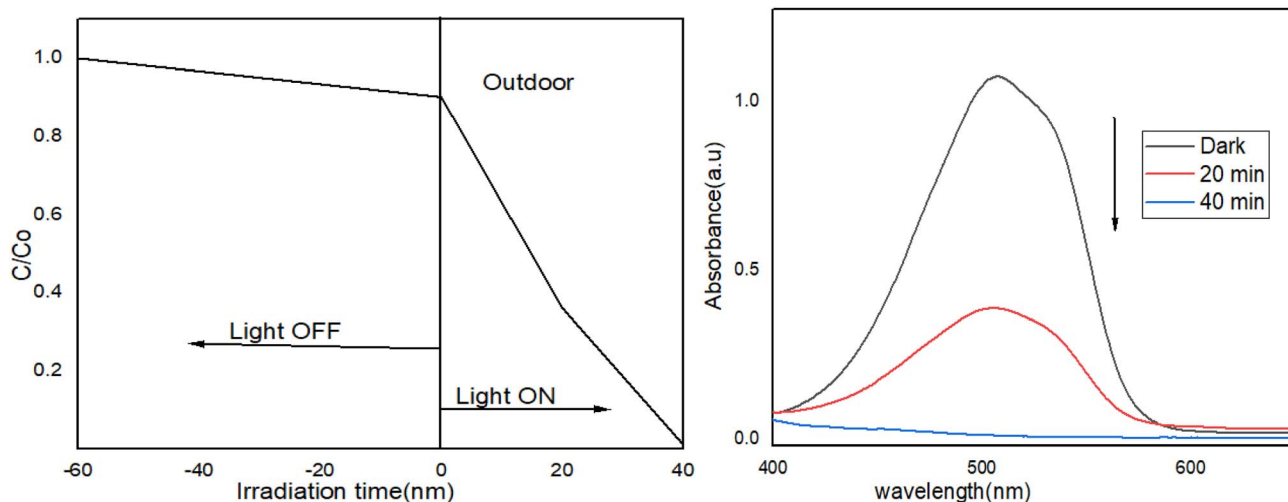 1.0
0.8
0.6
0.4
0.2
C/Co
Outdoor
Light OFF
Light ON
-60
-40
-20
0
20
40
Irradiation time(nm)
1.0
0.5
0.0
Absorbance(a.u)
Dark
20 min
40 min
400
500
600
wavelength(nm)